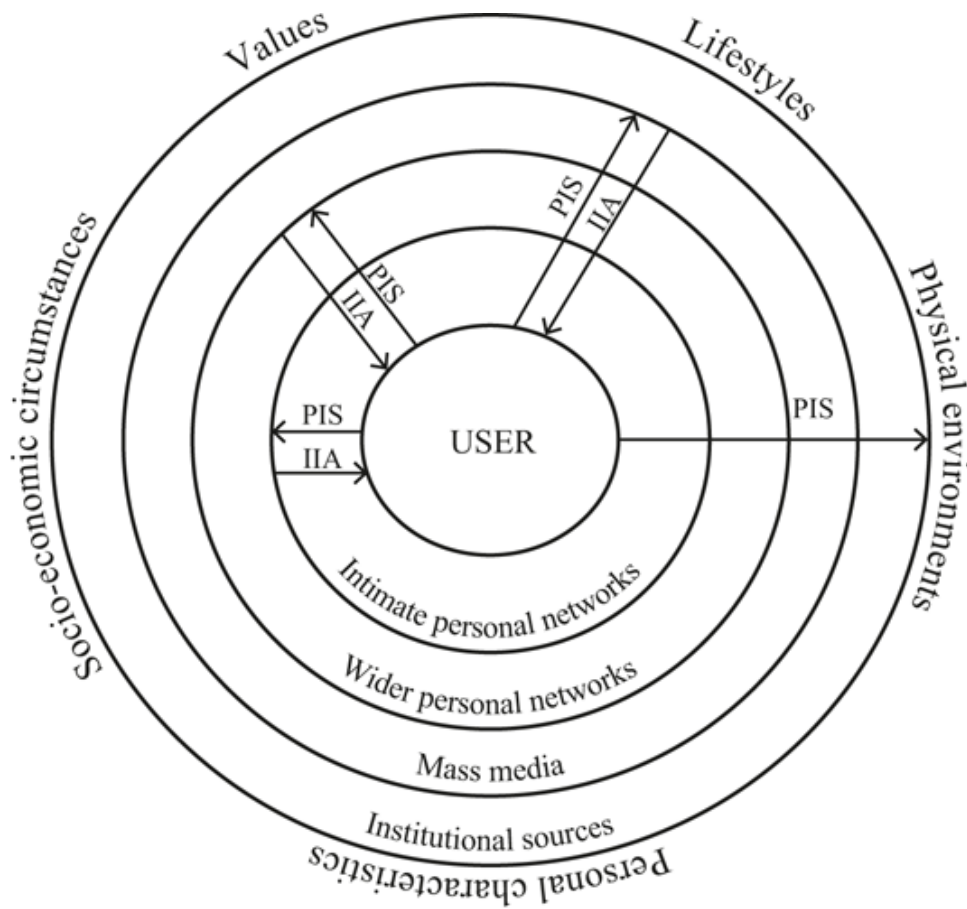 Values
Lifestyles
PIS
IIA
PIS
IIA
Socio-economic circumstances
Physical environments
PIS
IIA
USER
PIS
Intimate personal networks
Wider personal networks
Mass media
Institutional sources
Personal characteristics